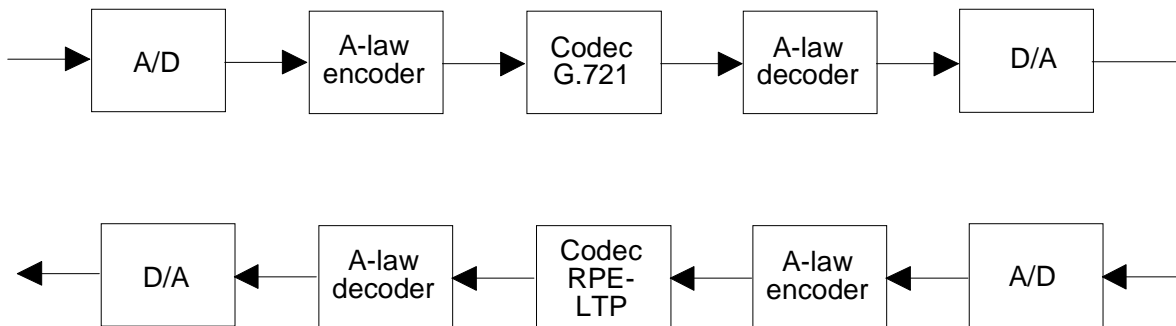 A/D
A-law
encoder
Codec
G.721
A-law
decoder
D/A
D/A
A-law
decoder
Codec
RPE-
LTP
A-law
encoder
A/D